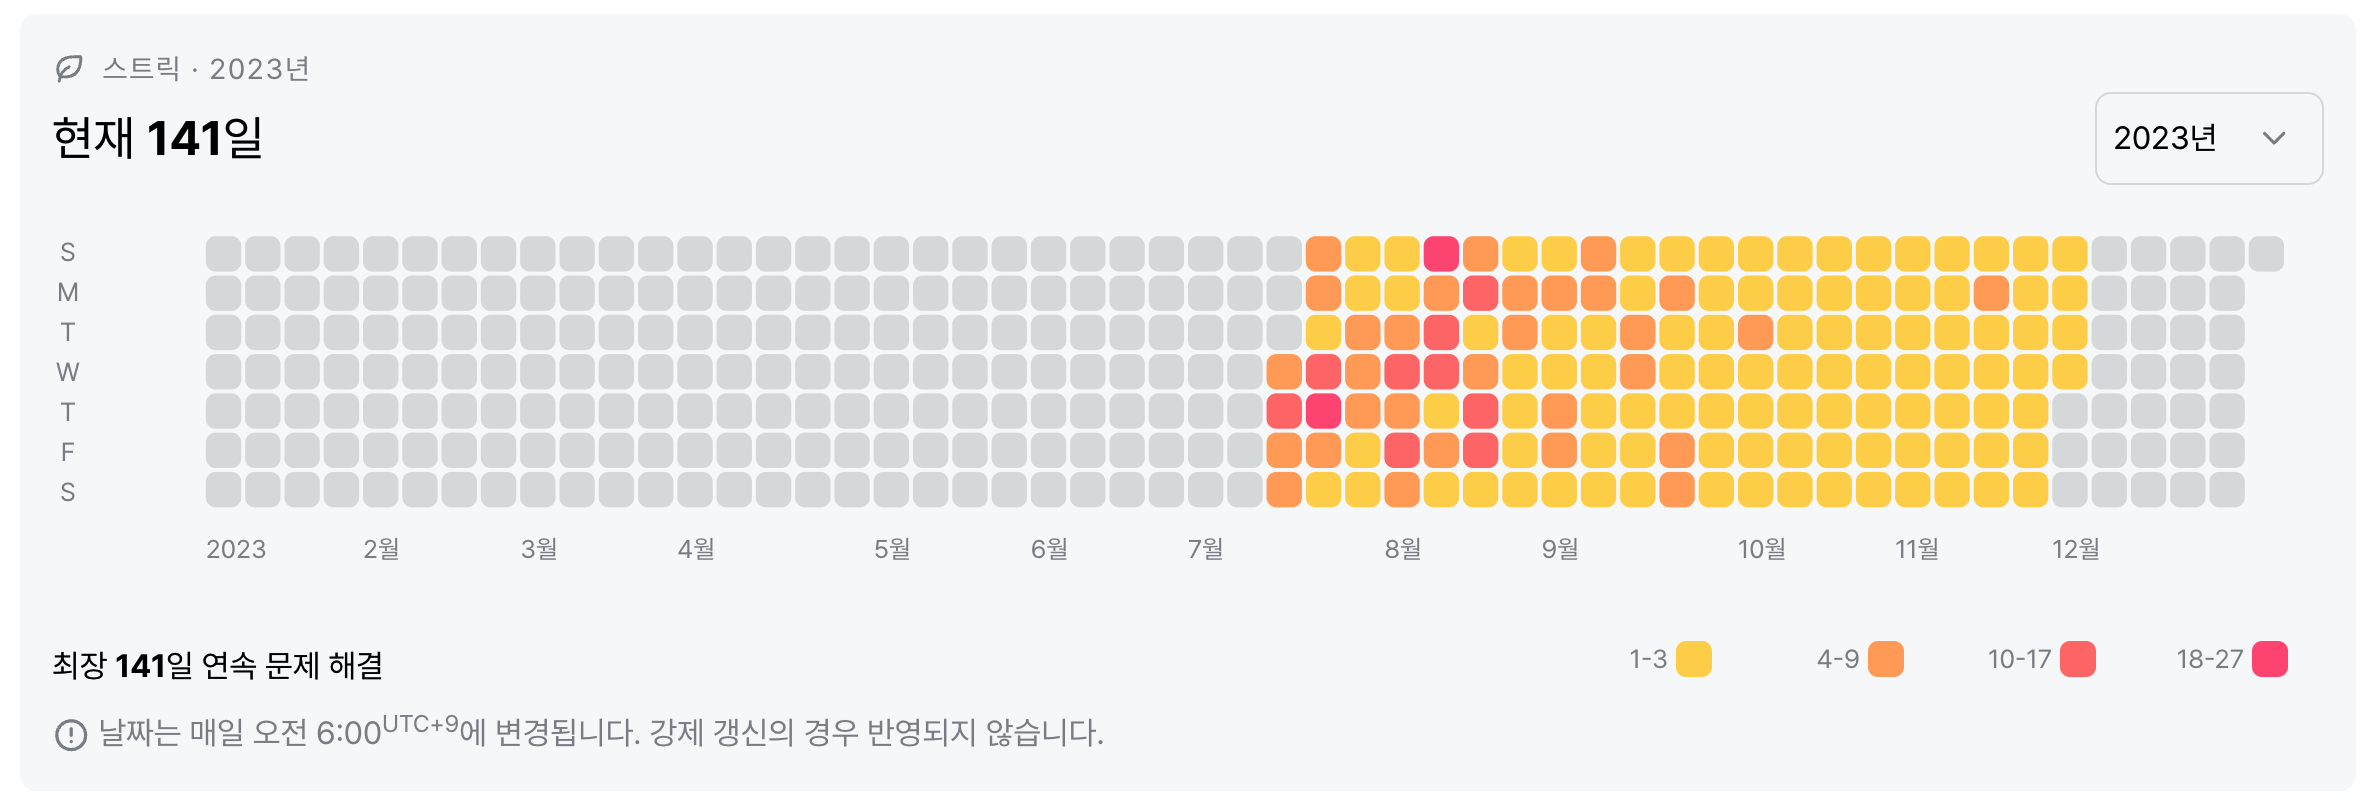 스트릭 · 2023년
현재 141일
2023년
S
M
T
W
T
F
S
2023 2월 3월 4월 5월 6월 7월 8월 9월 10월 11월 12월
최장 141일 연속 문제 해결
1-3 4-9 10-17 18-27
날짜는 매일 오전 6:00UTC+9에 변경됩니다. 강제 갱신의 경우 반영되지 않습니다.